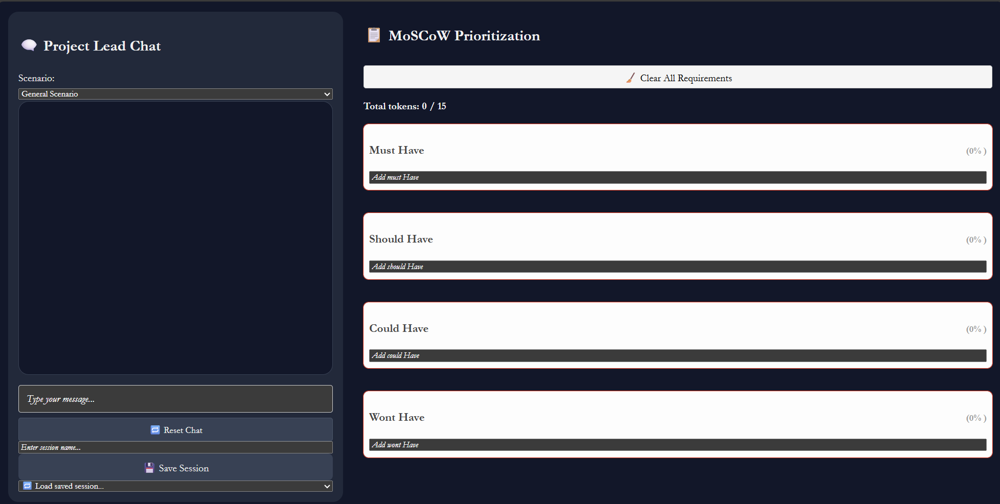 Project Lead Chat
Scenario:
General Scenario
Type your message...
Reset Chat
Enter session name...
Save Session
Load saved session...
MoSCoW Prioritization
Clear All Requirements
Total tokens: 0 / 15
Must Have
(0% )
Add must Have
Should Have
(0% )
Add should Have
Could Have
(0% )
Add could Have
Wont Have
(0% )
Add wont Have